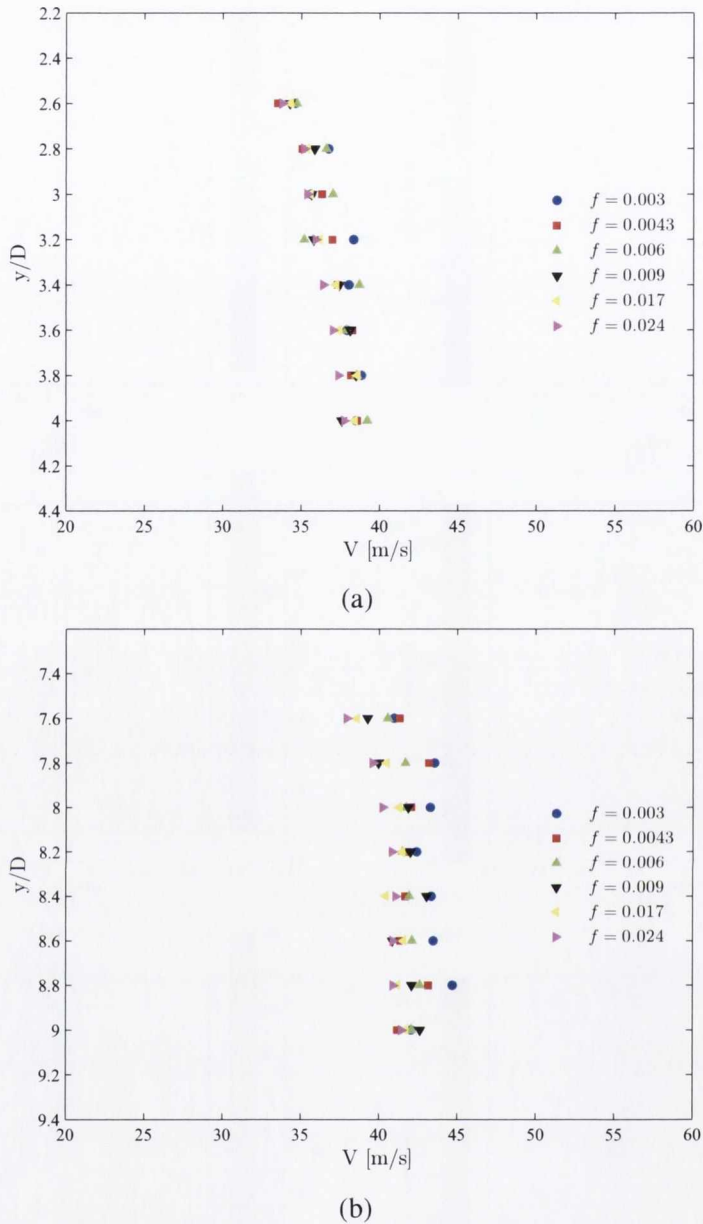 2.2
2.4
2.6
2.8
3
3.2
3.4
3.6
3.8
4
4.2
4.4
y/D
20 25 30 35 40 45 50 55 60
V [m/s]
f = 0.003
f = 0.0043
f = 0.006
f = 0.009
f = 0.017
f = 0.024
(a)
7.4
7.6
7.8
8
8.2
8.4
8.6
8.8
9
9.2
9.4
y/D
20 25 30 35 40 45 50 55 60
V [m/s]
f = 0.003
f = 0.0043
f = 0.006
f = 0.009
f = 0.017
f = 0.024
(b)